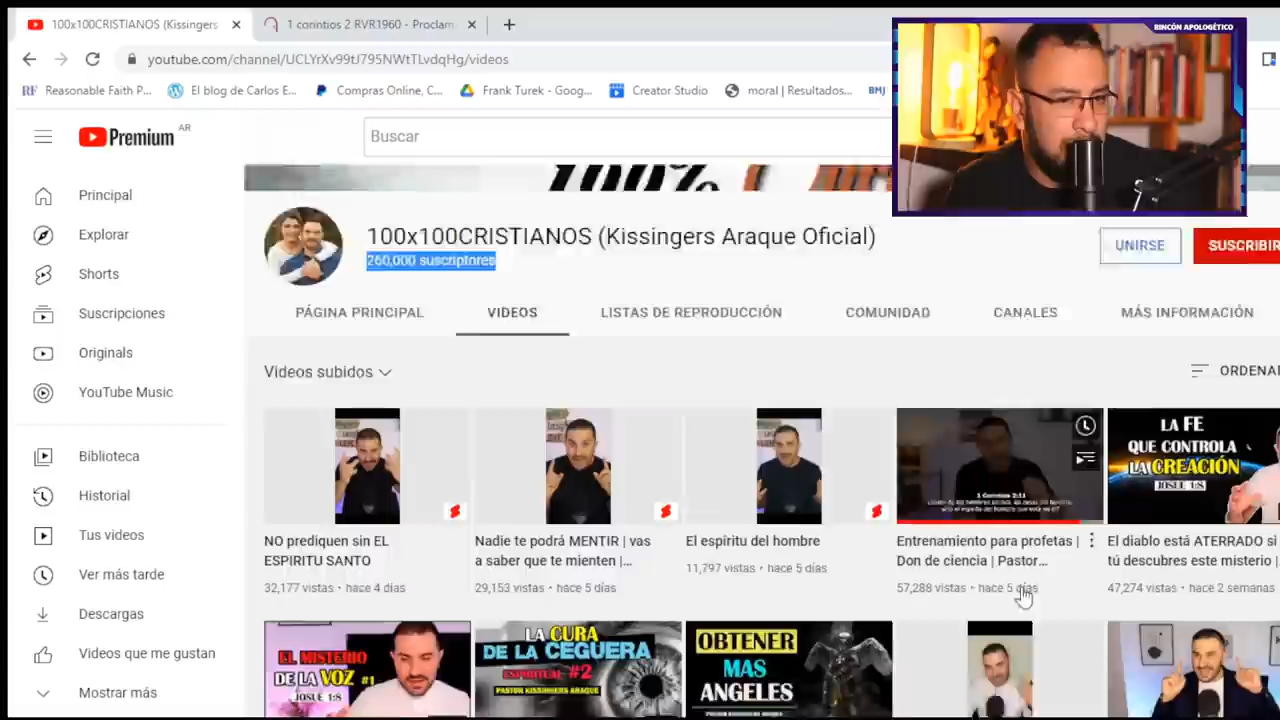 100x100CRISTIANOS (Kissingers
1 corintios 2 RVR1960 - Proclam
RINCÓN APOLOGÉTICO
youtube.com/channel/UCLYrXv99tJ795NWtTLvdqHg/videos
RF Reasonable Faith P... El blog de Carlos E... Compras Online, C... Frank Turek - Goog... Creator Studio moral | Resultados... BMJ
Premium AR
Buscar
100%
Principal
Explorar
Shorts
Suscripciones
Originals
YouTube Music
Biblioteca
Historial
Tus videos
Ver más tarde
Descargas
Videos que me gustan
Mostrar más
100x100CRISTIANOS (Kissingers Araque Oficial)
260,000 suscriptores
UNIRSE
SUSCRIBIR
PÁGINA PRINCIPAL VIDEOS LISTAS DE REPRODUCCIÓN COMUNIDAD CANALES MÁS INFORMACIÓN
Videos subidos
ORDENAR
1 Corintios 2:11
LA FE
QUE CONTROLA
LA CREACIÓN
JOSUE 1:8
NO prediquen sin EL
ESPIRITU SANTO
32,177 vistas • hace 4 días
Nadie te podrá MENTIR | vas
a saber que te mienten |...
29,153 vistas • hace 5 días
El espíritu del hombre
11,797 vistas • hace 5 días
Entrenamiento para profetas |
Don de ciencia | Pastor...
57,288 vistas • hace 5 días
El diablo está ATERRADO si
tú descubres este misterio |
47,274 vistas • hace 2 semanas
EL MISTERIO
DE LA VOZ #1
JOSUE 1:8
LA CURA
DE LA CEGUERA
ESPIRITUAL #2
PASTOR KISSINGERS ARAQUE
OBTENER
MAS
ANGELES